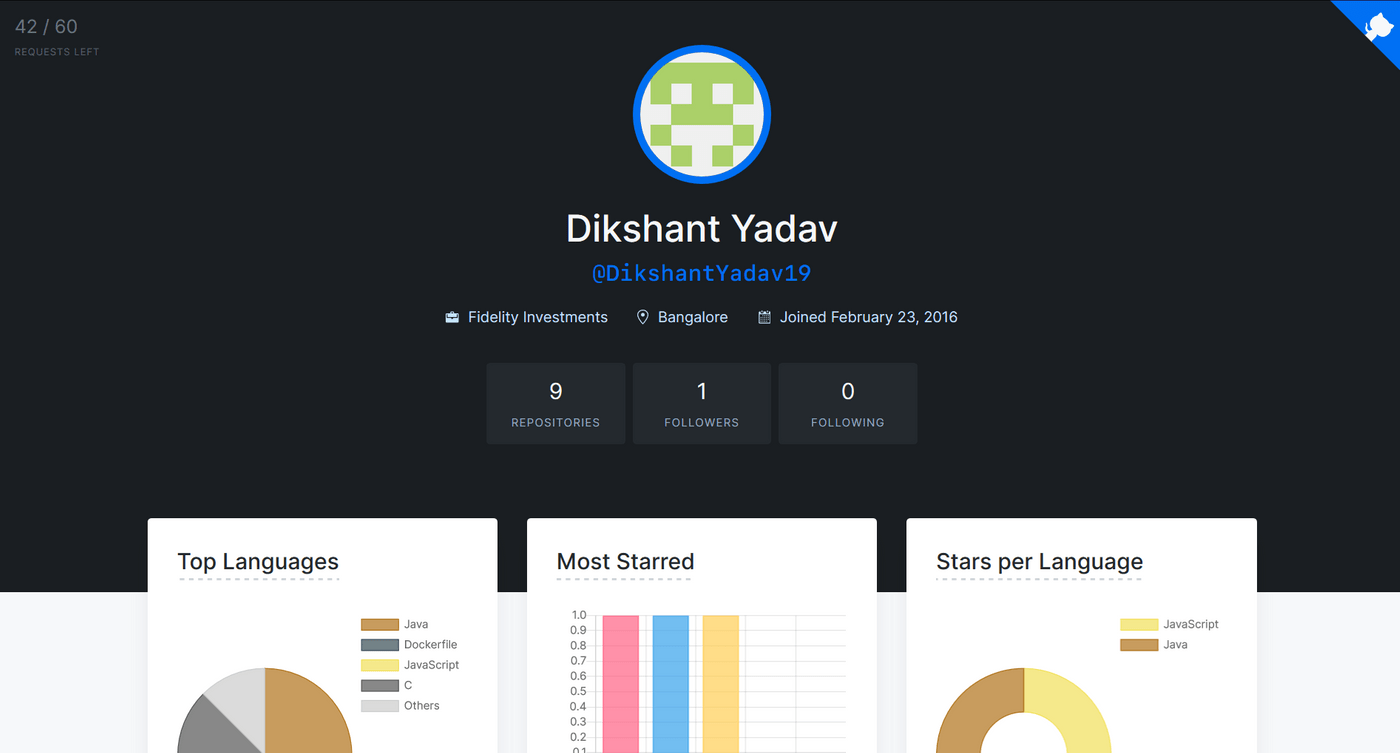 42 / 60
REQUESTS LEFT
Dikshant Yadav
@DikshantYadav19
Fidelity Investments Bangalore Joined February 23, 2016
9 1 0
REPOSITORIES FOLLOWERS FOLLOWING
Top Languages
Java
Dockerfile
JavaScript
C
Others
Most Starred
1.0
0.9
0.8
0.7
0.6
0.5
0.4
0.3
0.2
0.1
Stars per Language
JavaScript
Java